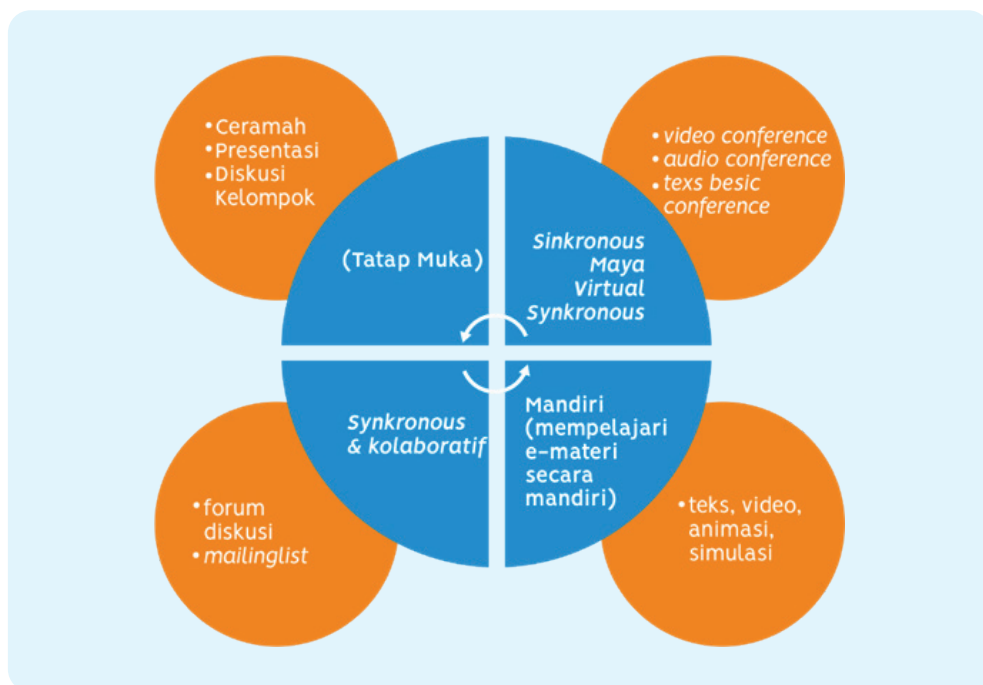 • Ceramah
• Presentasi
• Diskusi
Kelompok
(Tatap Muka)
• video conference
• audio conference
• texs besic
conference
Sinkronous
Maya
Virtual
Synkronous
Synkronous
& kolaboratif
• forum
diskusi
• mailinglist
Mandiri
(mempelajari
e-materi
secara
mandiri)
• teks, video,
animasi,
simulasi